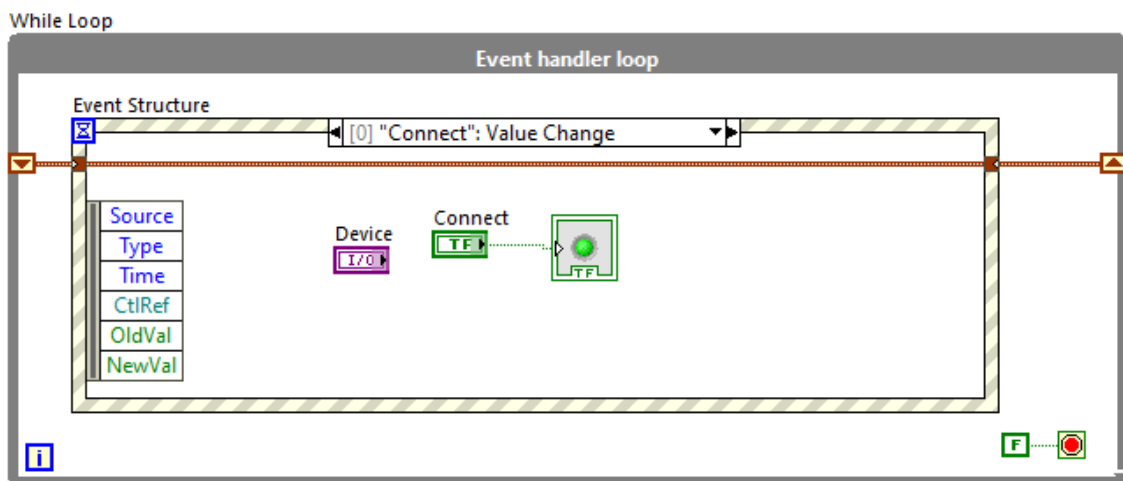 While Loop
Event handler loop
Event Structure
[0] "Connect": Value Change
Source
Type
Time
CtlRef
OldVal
NewVal
Device
I/O
Connect
TF
TF
i
F